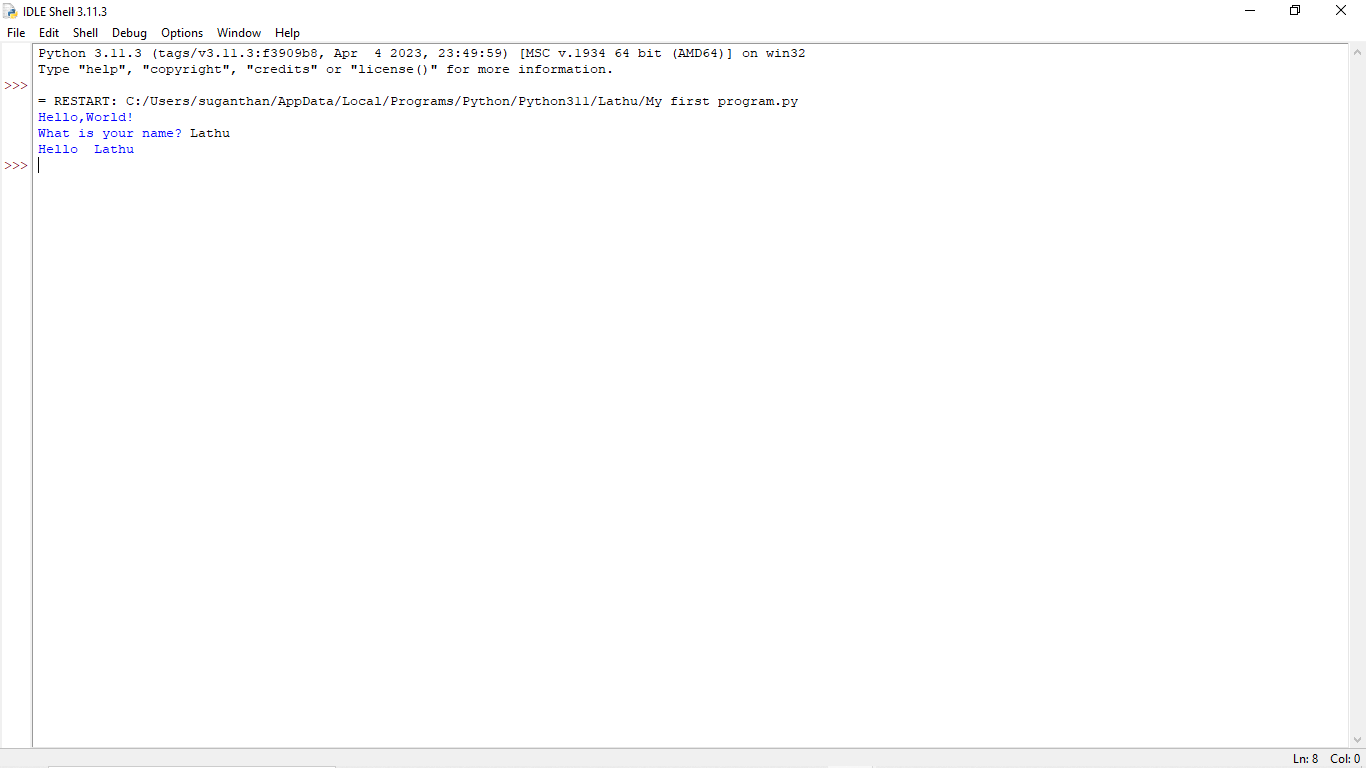 IDLE Shell 3.11.3
File Edit Shell Debug Options Window Help
Python 3.11.3 (tags/v3.11.3:f3909b8, Apr  4 2023, 23:49:59) [MSC v.1934 64 bit (AMD64)] on win32
Type "help", "copyright", "credits" or "license()" for more information.
>>>
= RESTART: C:/Users/suganthan/AppData/Local/Programs/Python/Python311/Lathu/My first program.py
Hello,World!
What is your name? Lathu
Hello  Lathu
>>>
Ln: 8 Col: 0